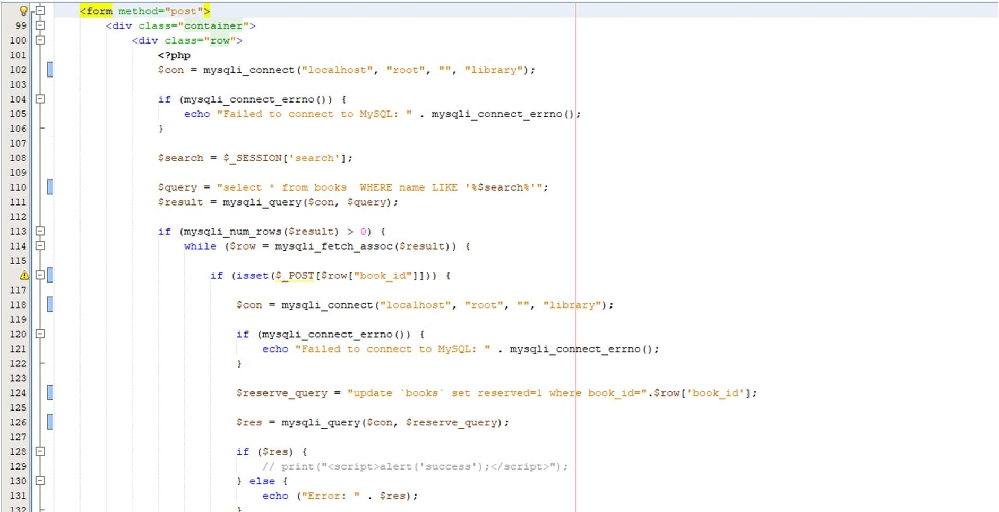 <form method="post">
99 <div class="container">
100 <div class="row">
101 <?php
102 $con = mysqli_connect("localhost", "root", "", "library");
103
104 if (mysqli_connect_errno()) {
105 echo "Failed to connect to MySQL: " . mysqli_connect_errno();
106 }
107
108 $search = $_SESSION['search'];
109
110 $query = "select * from books  WHERE name LIKE '%$search%'";
111 $result = mysqli_query($con, $query);
112
113 if (mysqli_num_rows($result) > 0) {
114 while ($row = mysqli_fetch_assoc($result)) {
115
if (isset($_POST[$row["book_id"]])) {
117
118 $con = mysqli_connect("localhost", "root", "", "library");
119
120 if (mysqli_connect_errno()) {
121 echo "Failed to connect to MySQL: " . mysqli_connect_errno();
122 }
123
124 $reserve_query = "update `books` set reserved=1 where book_id=".$row['book_id'];
125
126 $res = mysqli_query($con, $reserve_query);
127
128 if ($res) {
129 // print("<script>alert('success');</script>");
130 } else {
131 echo ("Error: " . $res);
132 }